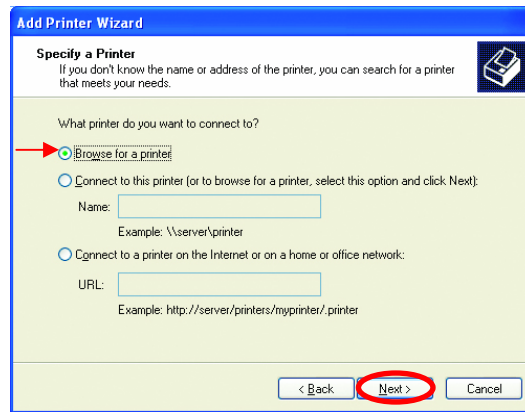 Add Printer Wizard
Specify a Printer
If you don't know the name or address of the printer, you can search for a printer
that meets your needs.
What printer do you want to connect to?
Browse for a printer
Connect to this printer (or to browse for a printer, select this option and click Next):
Name:
Example: \\server\printer
Connect to a printer on the Internet or on a home or office network:
URL:
Example: http://server/printers/myprinter/.printer
< Back
Next >
Cancel